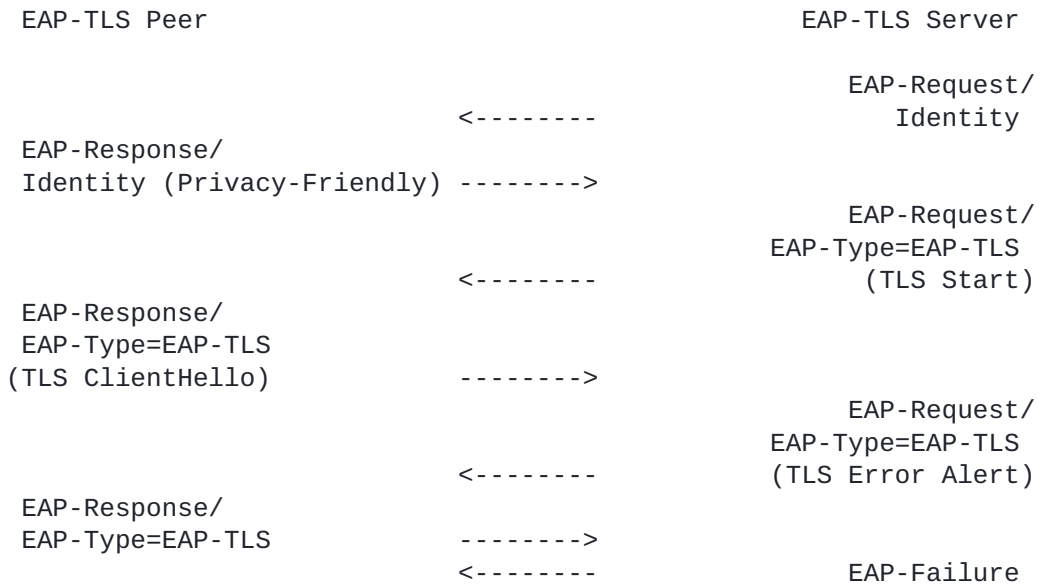 EAP-TLS Peer                                      EAP-TLS Server

                                                     EAP-Request/
                             <--------                  Identity
EAP-Response/
Identity (Privacy-Friendly) -------->
                                                     EAP-Request/
                                                EAP-Type=EAP-TLS
                             <--------                (TLS Start)
EAP-Response/
EAP-Type=EAP-TLS
(TLS ClientHello)            -------->
                                                     EAP-Request/
                                                EAP-Type=EAP-TLS
                             <--------          (TLS Error Alert)
EAP-Response/
EAP-Type=EAP-TLS             -------->
                             <--------               EAP-Failure